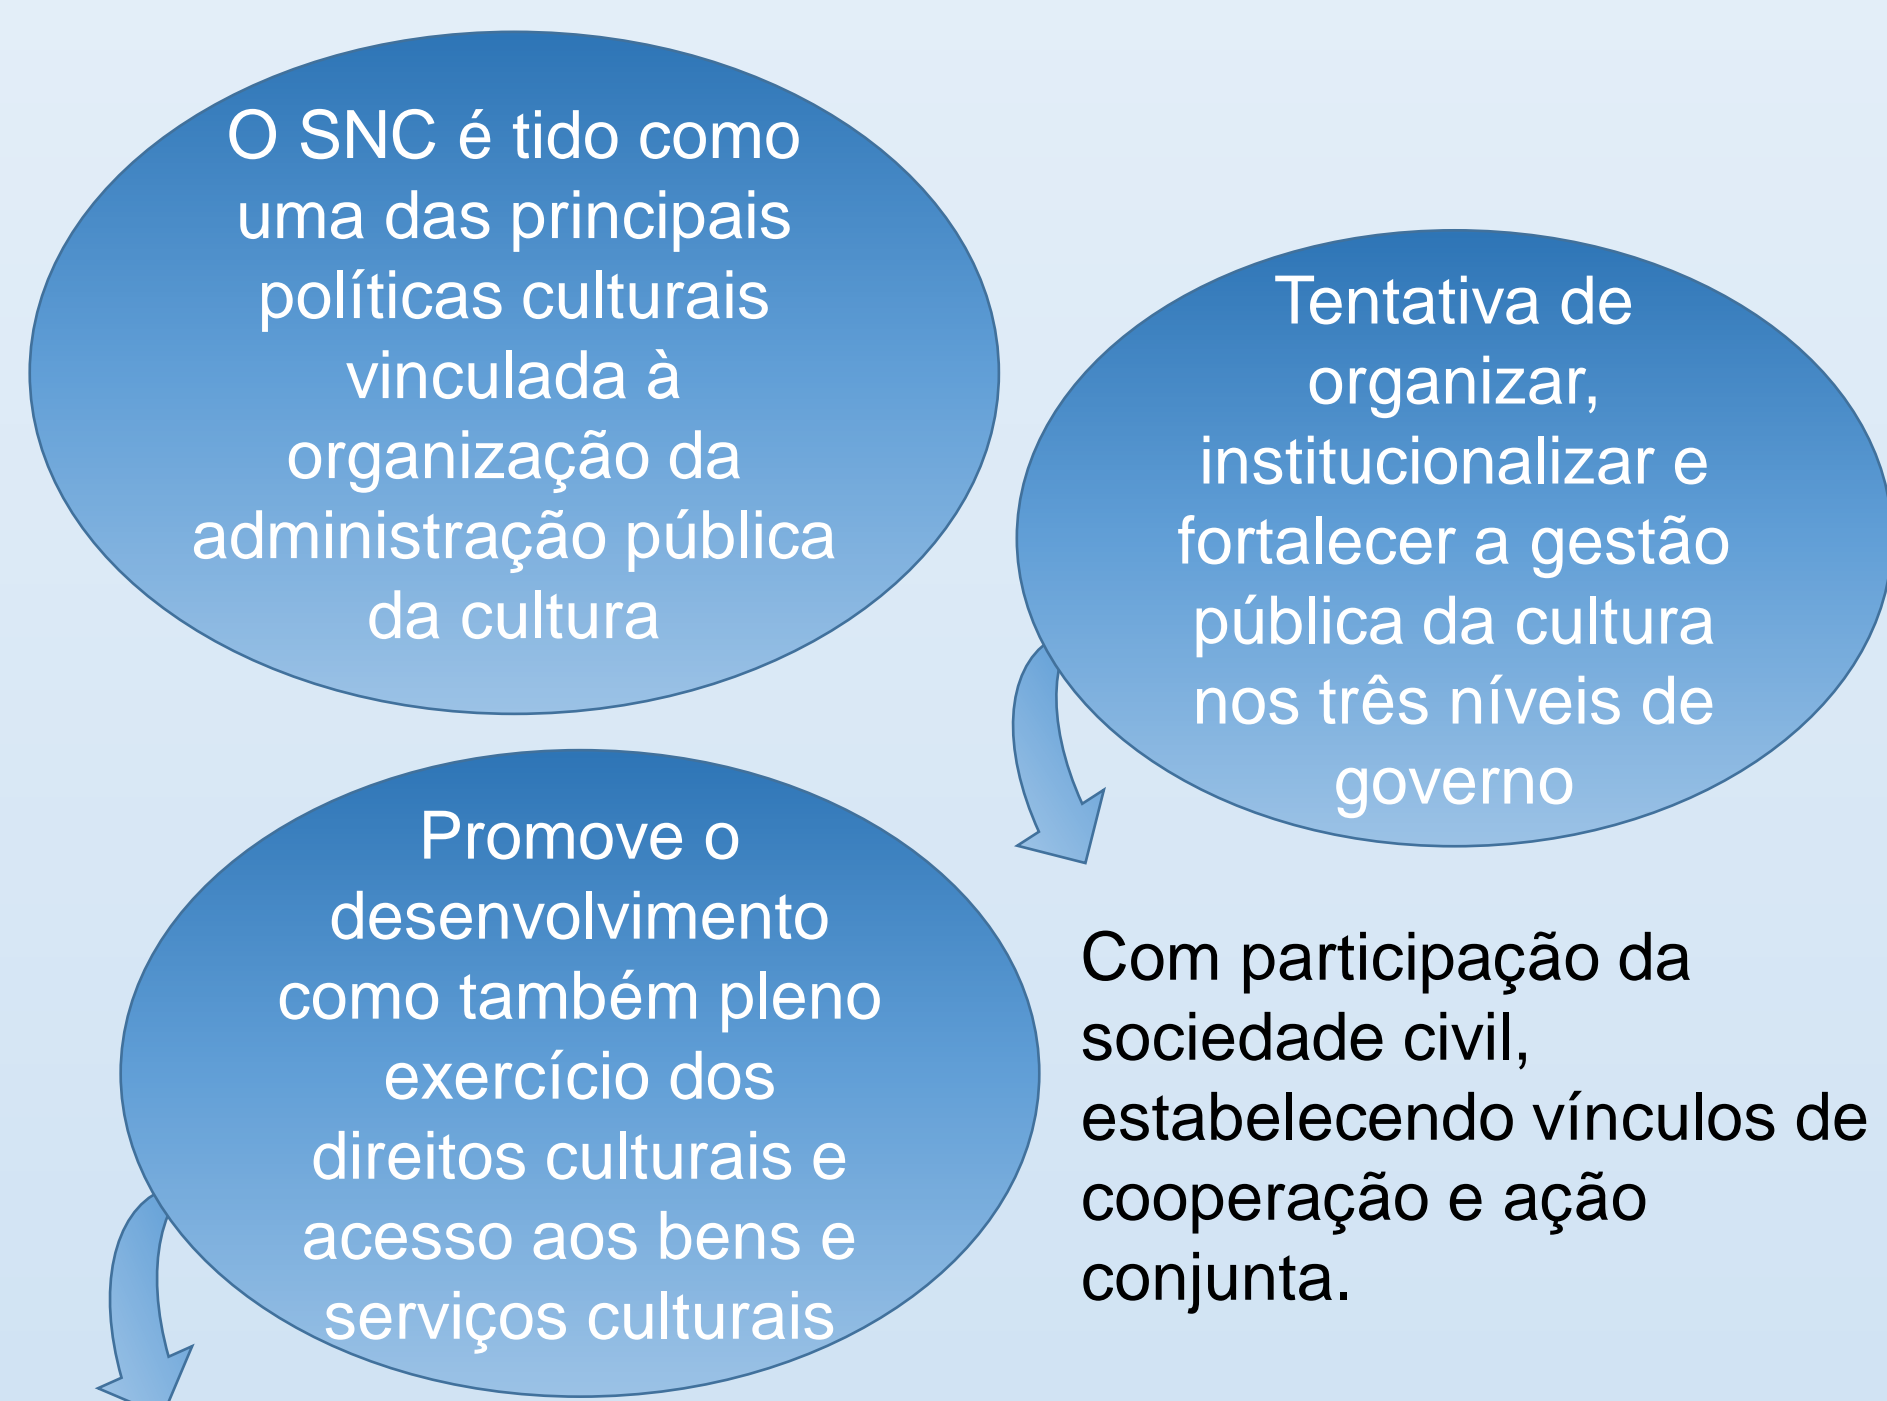 O SNC é tido como
uma das principais
políticas culturais
vinculada à
organização da
administração pública
da cultura
Tentativa de
organizar,
institucionalizar e
fortalecer a gestão
pública da cultura
nos três níveis de
governo
Promove o
desenvolvimento
como também pleno
exercício dos
direitos culturais e
acesso aos bens e
serviços culturais
Com participação da
sociedade civil,
estabelecendo vínculos de
cooperação e ação
conjunta.